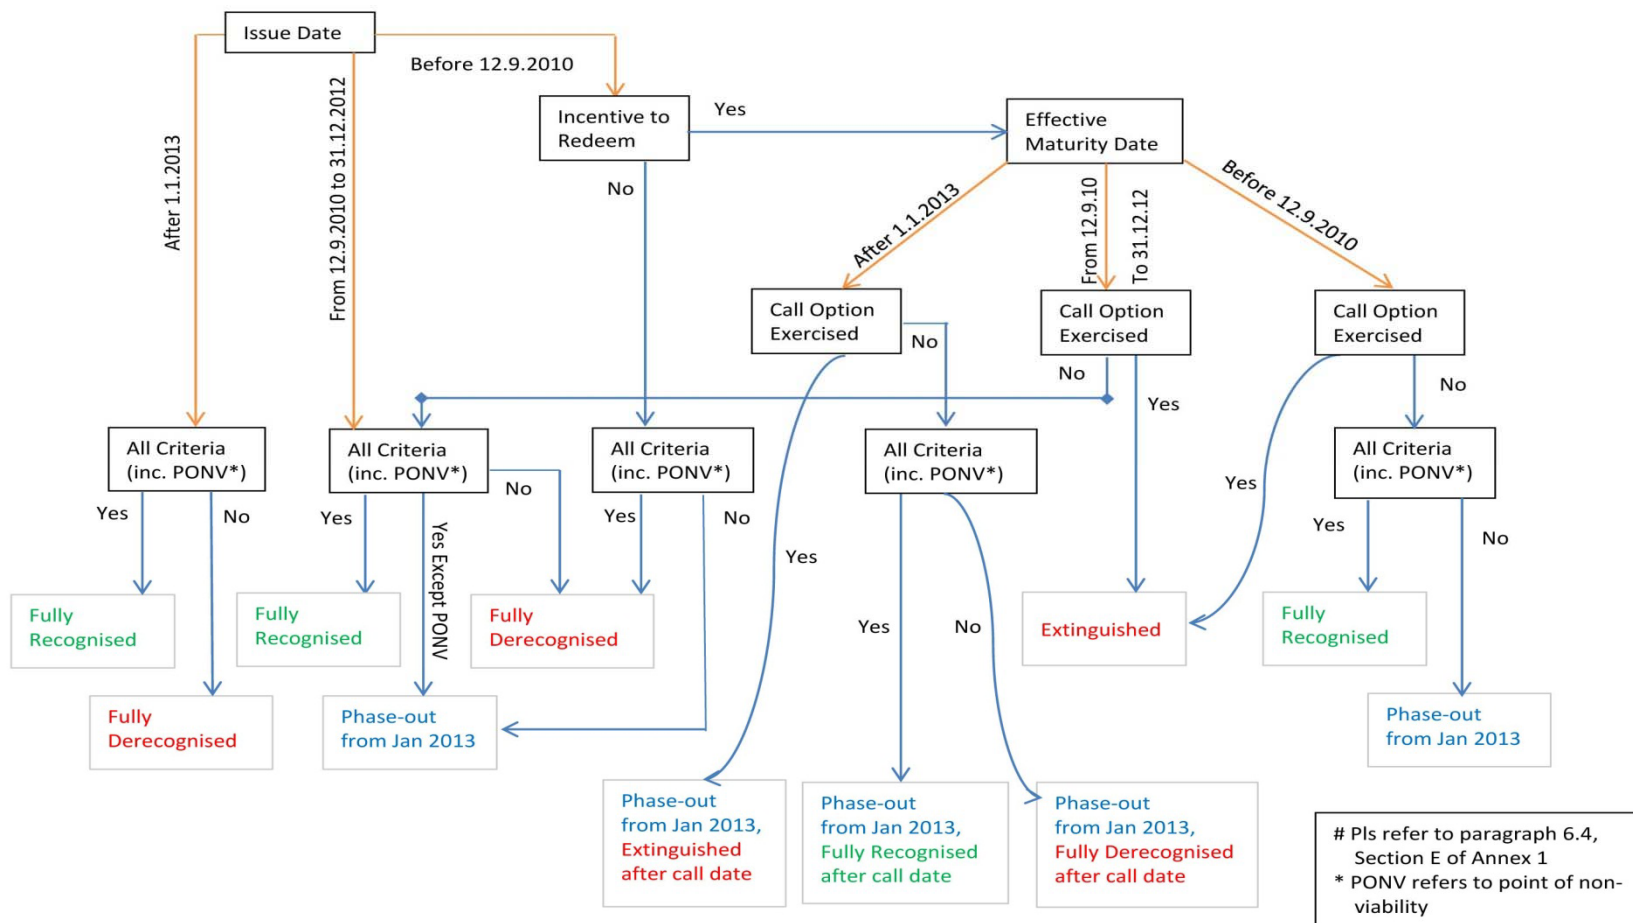 Issue Date
Before 12.9.2010
After 1.1.2013
From 12.9.2010 to 31.12.2012
Incentive to
Redeem
Yes
No
Effective
Maturity Date
After 1.1.2013
From 12.9.10
To 31.12.12
Before 12.9.2010
Call Option
Exercised
No
Yes
Call Option
Exercised
No
Yes
Call Option
Exercised
No
Yes
All Criteria
(inc. PONV*)
Yes
No
All Criteria
(inc. PONV*)
Yes
Yes Except PONV
No
All Criteria
(inc. PONV*)
Yes
No
All Criteria
(inc. PONV*)
Yes
No
All Criteria
(inc. PONV*)
Yes
No
Fully
Recognised
Fully
Recognised
Fully
Derecognised
Extinguished
Fully
Recognised
Fully
Derecognised
Phase-out
from Jan 2013
Phase-out
from Jan 2013
Phase-out
from Jan 2013,
Extinguished
after call date
Phase-out
from Jan 2013,
Fully Recognised
after call date
Phase-out
from Jan 2013,
Fully Derecognised
after call date
# Pls refer to paragraph 6.4,
Section E of Annex 1
* PONV refers to point of non-
viability